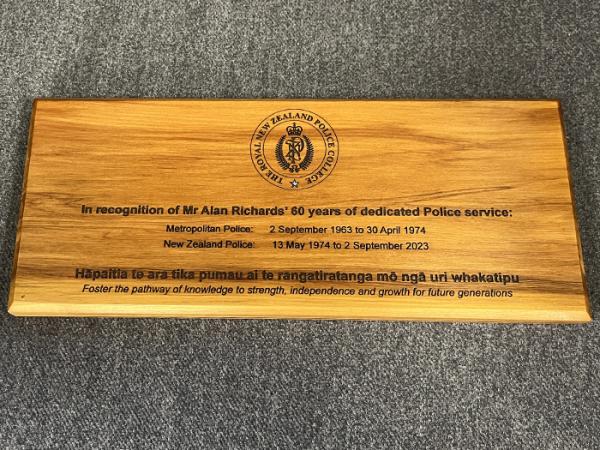 THE ROYAL NEW ZEALAND POLICE COLLEGE
In recognition of Mr Alan Richards' 60 years of dedicated Police service:
Metropolitan Police: 2 September 1963 to 30 April 1974
New Zealand Police: 13 May 1974 to 2 September 2023
Hāpaitia te ara tika pumau ai te rangatiratanga mō ngā uri whakatipu
Foster the pathway of knowledge to strength, independence and growth for future generations